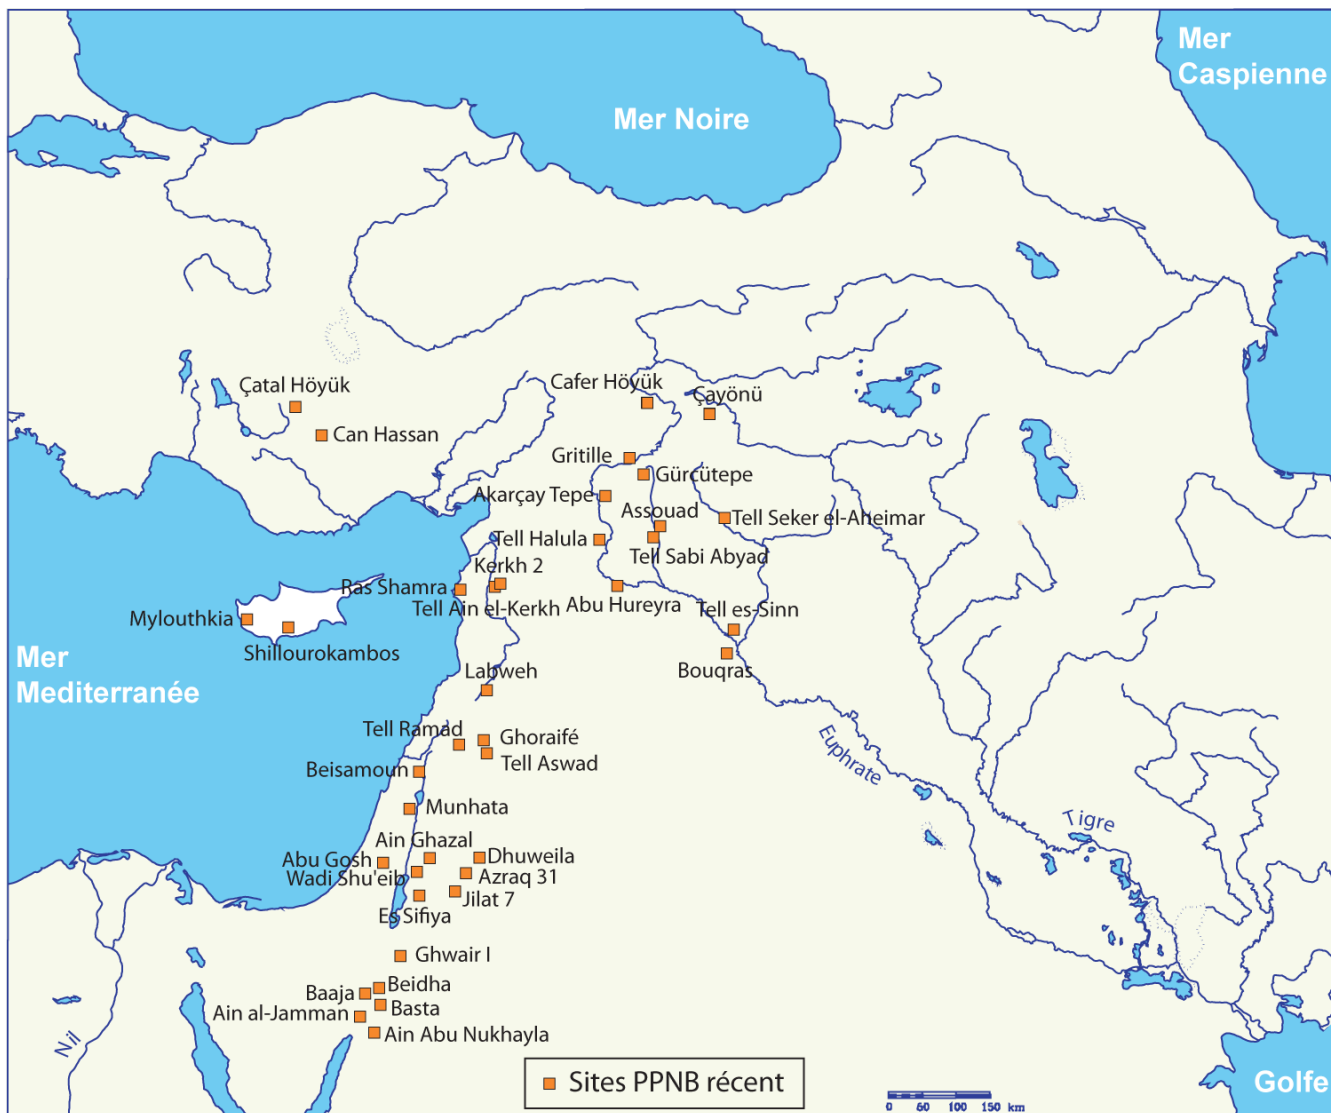 Mer
Caspienne
Mer Noire
Çatal Höyük
Can Hassan
Cafer Höyük
Çayönü
Gritille
Gürcütepe
Akarçay Tepe
Assouad
Tell Seker el-Aheimar
Tell Halula
Tell Sabi Abyad
Kerkh 2
Ras Shamra
Tell Ain el-Kerkh
Abu Hureyra
Tell es-Sinn
Mylouthkia
Shillourokambos
Mer
Mediterranée
Labweh
Bouqras
Tell Ramad
Ghoraifé
Tell Aswad
Beisamoun
Euphrate
Munhata
Tigre
Ain Ghazal
Abu Gosh
Dhuweila
Wadi Shu'eib
Azraq 31
Jilat 7
Es Sifiya
Ghwair I
Beidha
Baaja
Basta
Ain al-Jamman
Ain Abu Nukhayla
Nil
Sites PPNB récent
Golfe
0 50 100 150 km